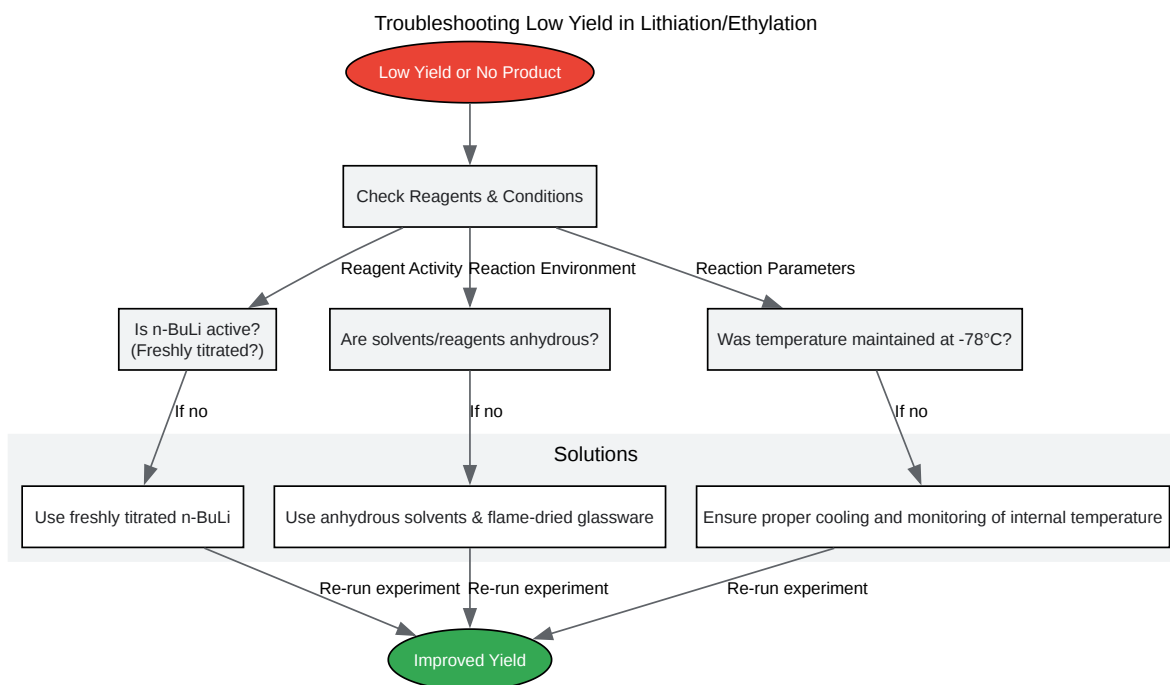 Troubleshooting Low Yield in Lithiation/Ethylation
Low Yield or No Product
Check Reagents & Conditions
Reagent Activity
Reaction Environment
Reaction Parameters
Is n-BuLi active?
(Freshly titrated?)
Are solvents/reagents anhydrous?
Was temperature maintained at -78°C?
If no
If no
If no
Solutions
Use freshly titrated n-BuLi
Use anhydrous solvents & flame-dried glassware
Ensure proper cooling and monitoring of internal temperature
Re-run experiment
Re-run experiment
Re-run experiment
Improved Yield